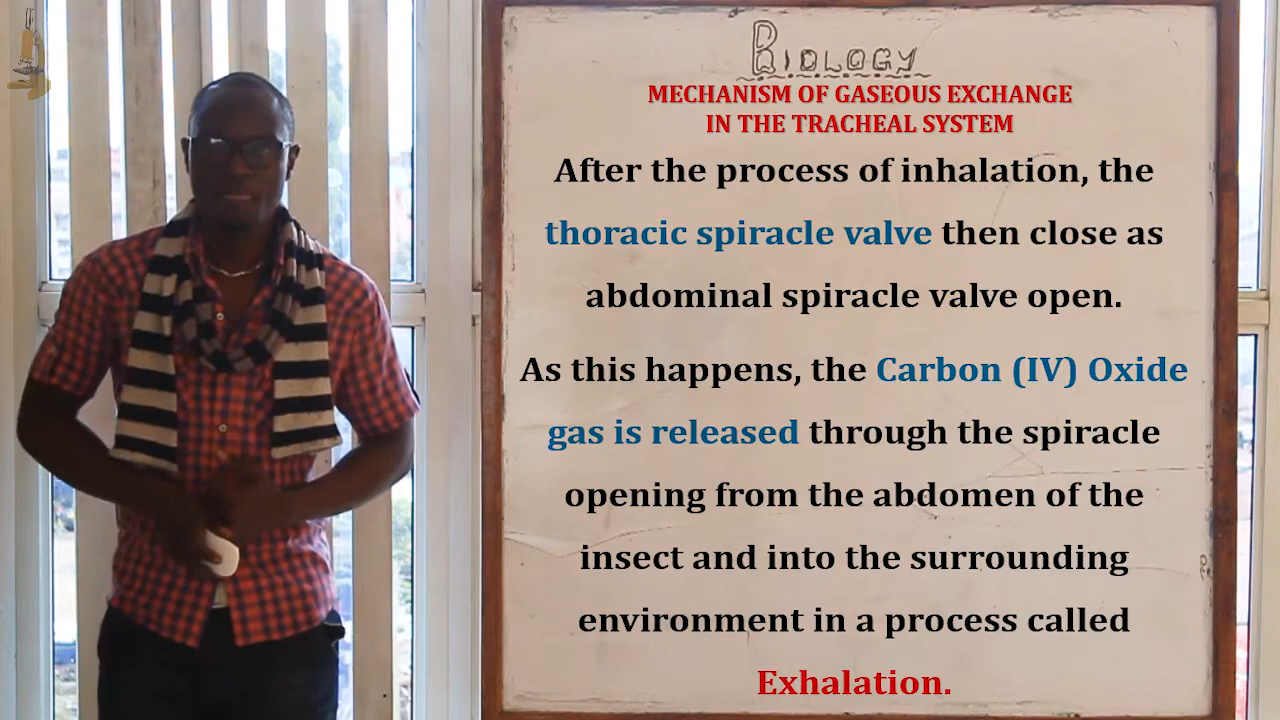 BIOLOGY
MECHANISM OF GASEOUS EXCHANGE
IN THE TRACHEAL SYSTEM
After the process of inhalation, the
thoracic spiracle valve then close as
abdominal spiracle valve open.
As this happens, the Carbon (IV) Oxide
gas is released through the spiracle
opening from the abdomen of the
insect and into the surrounding
environment in a process called
Exhalation.